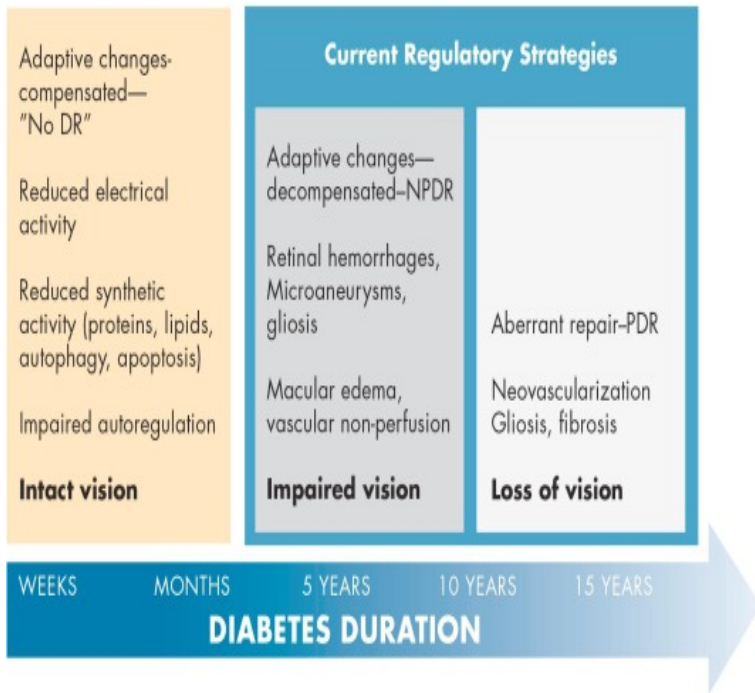 Adaptive changes-
compensated—
"No DR"
Reduced electrical
activity
Reduced synthetic
activity (proteins, lipids,
autophagy, apoptosis)
Impaired autoregulation
Intact vision
Current Regulatory Strategies
Adaptive changes—
decompensated–NPDR
Retinal hemorrhages,
Microaneurysms,
gliosis
Macular edema,
vascular non-perfusion
Impaired vision
Aberrant repair–PDR
Neovascularization
Gliosis, fibrosis
Loss of vision
WEEKS MONTHS 5 YEARS 10 YEARS 15 YEARS
DIABETES DURATION